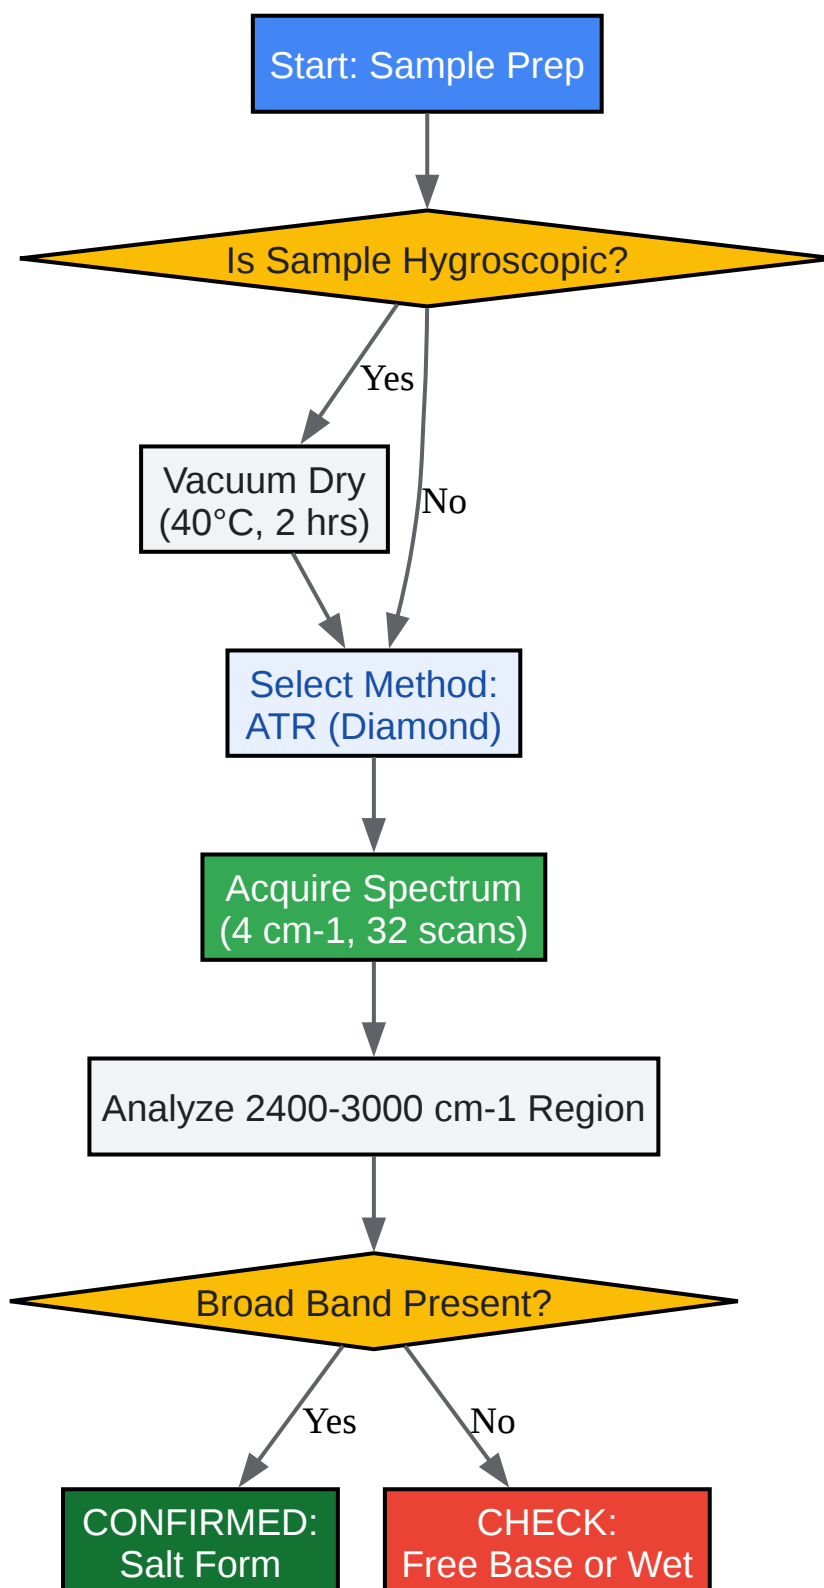 Start: Sample Prep
Is Sample Hygroscopic?
Yes
Vacuum Dry
(40°C, 2 hrs)
No
Select Method:
ATR (Diamond)
Acquire Spectrum
(4 cm-1, 32 scans)
Analyze 2400-3000 cm-1 Region
Broad Band Present?
Yes
No
CONFIRMED:
Salt Form
CHECK:
Free Base or Wet